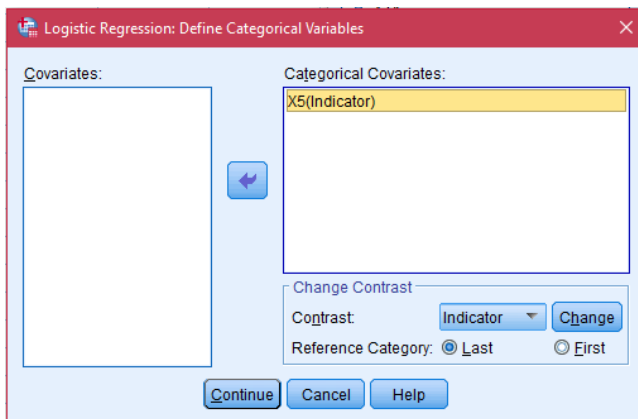 Logistic Regression: Define Categorical Variables
Covariates:
Categorical Covariates:
X5(Indicator)
Change Contrast
Contrast: Indicator Change
Reference Category: Last First
Continue Cancel Help